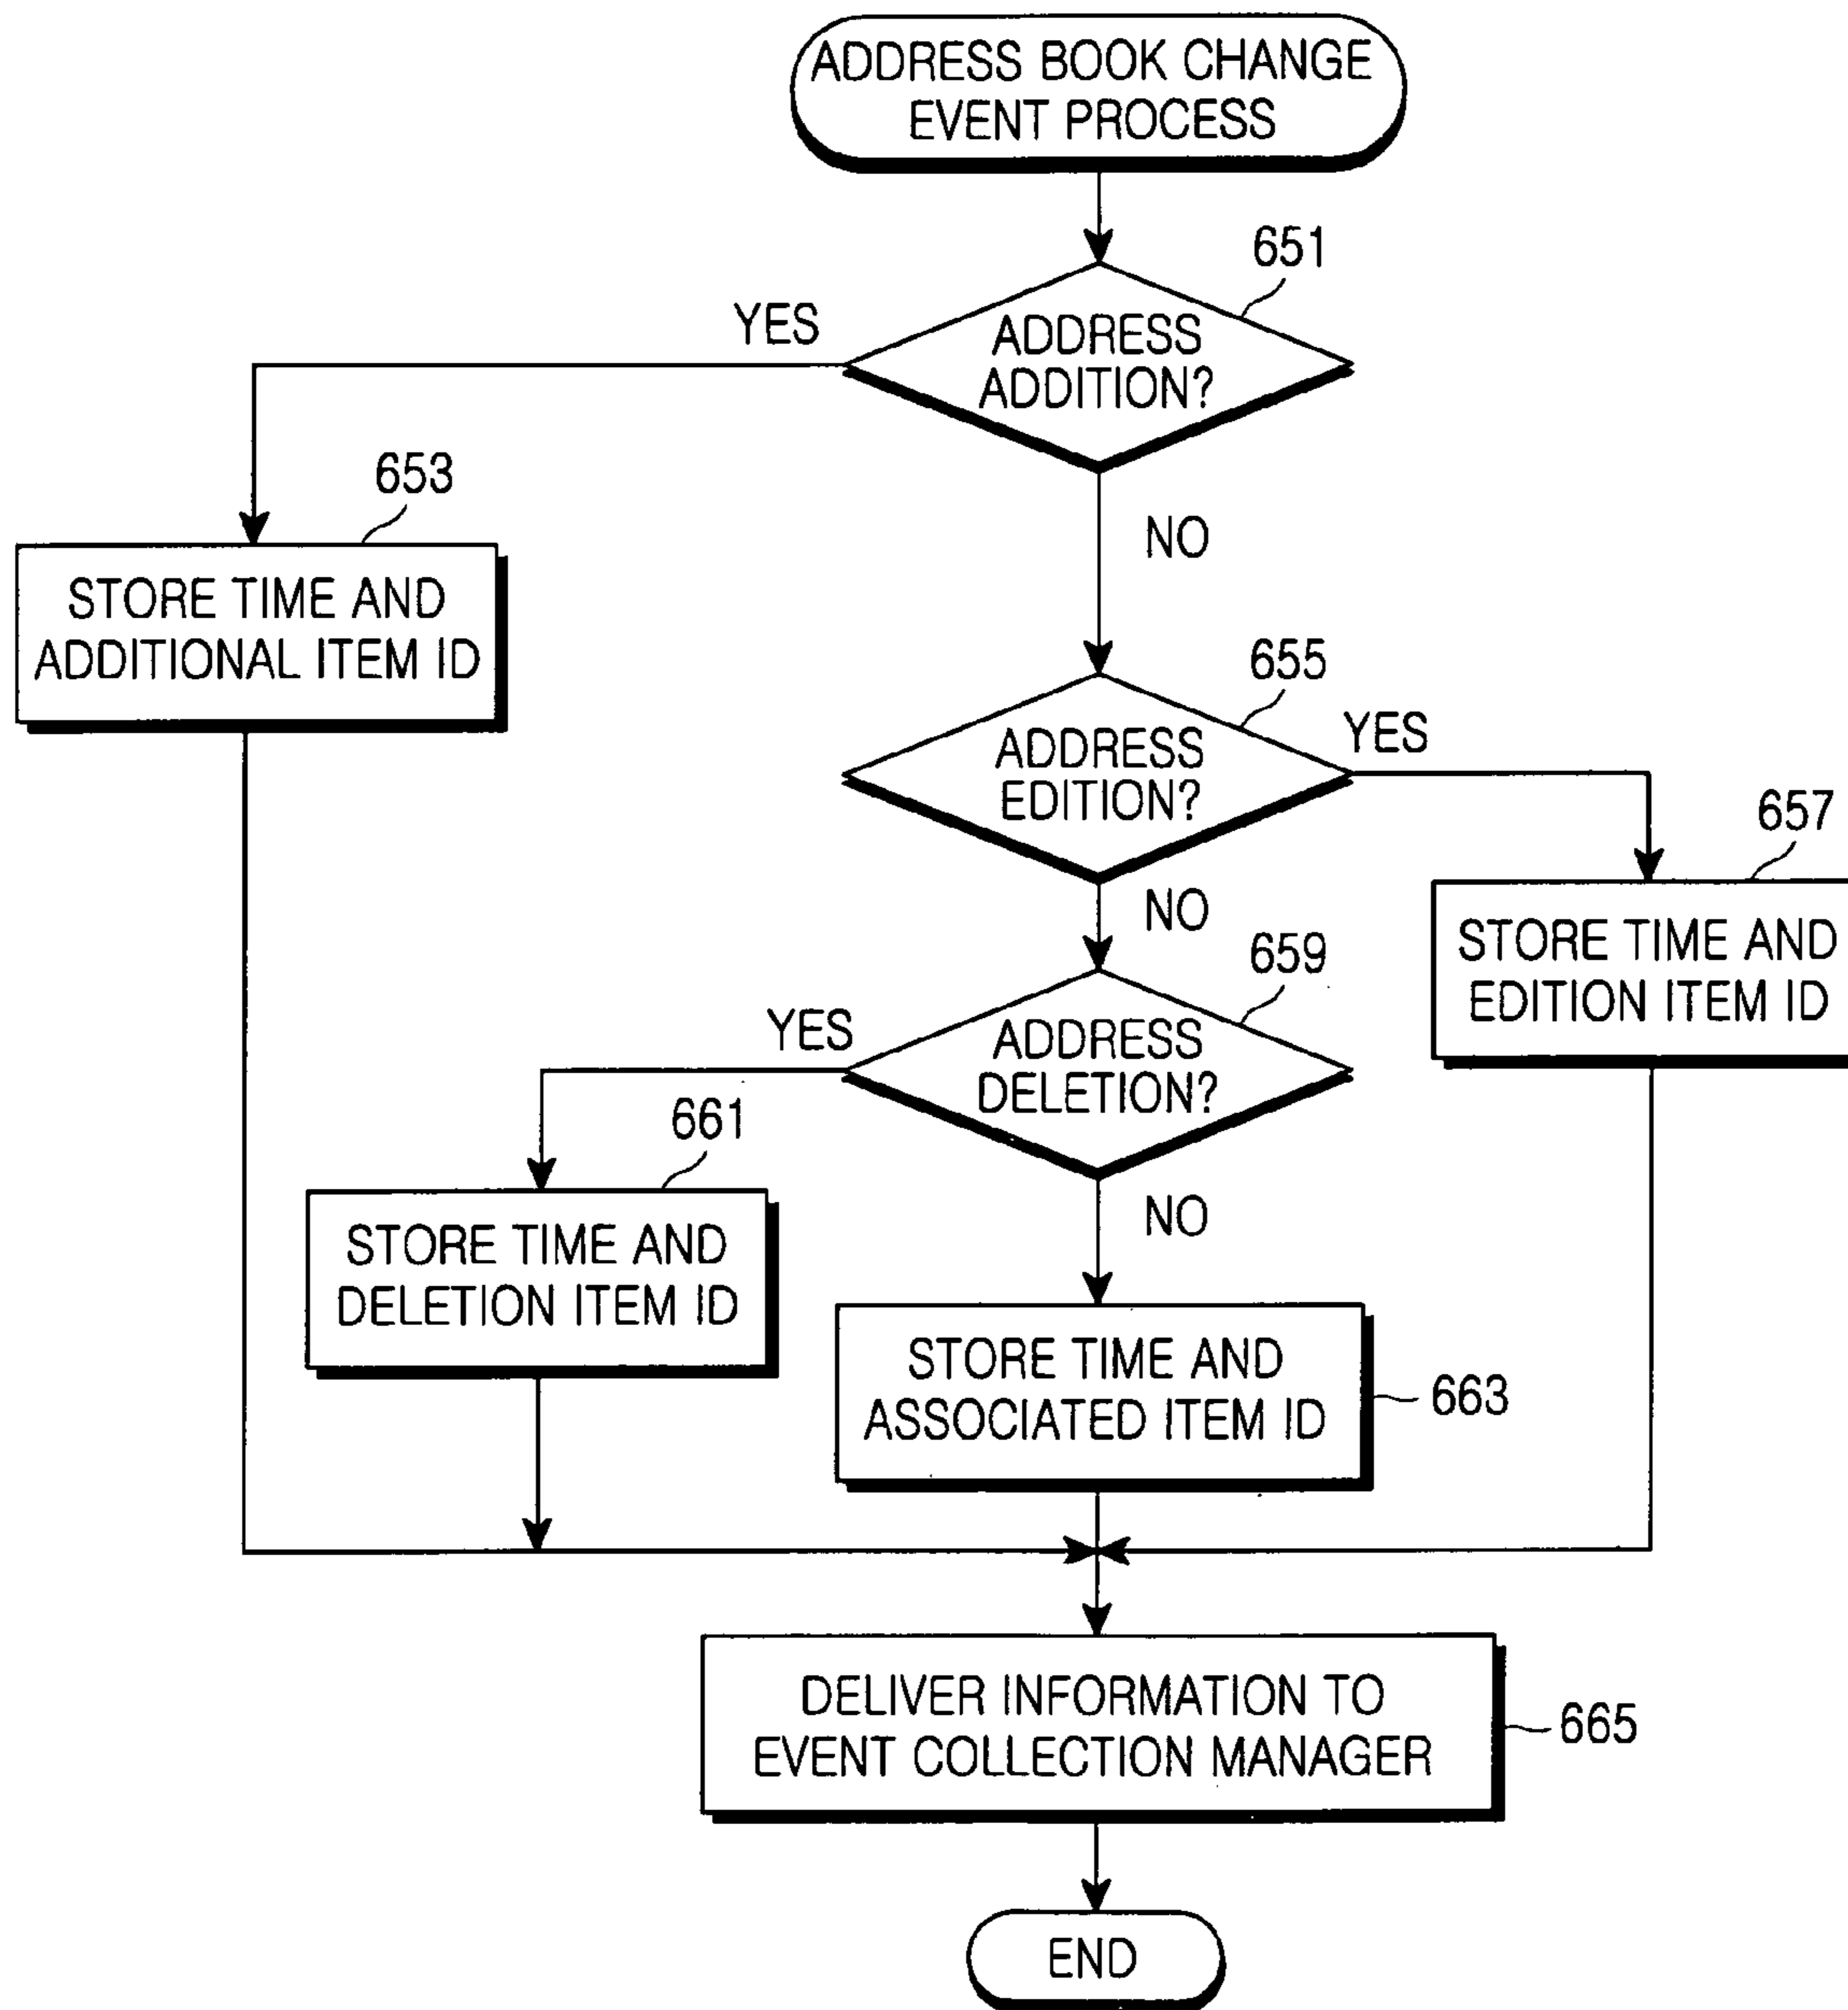 ADDRESS BOOK CHANGE
EVENT PROCESS
651
YES
ADDRESS
ADDITION?
653
NO
STORE TIME AND
ADDITIONAL ITEM ID
655
YES
ADDRESS
EDITION?
657
NO
STORE TIME AND
EDITION ITEM ID
659
YES
ADDRESS
DELETION?
661
NO
STORE TIME AND
DELETION ITEM ID
STORE TIME AND
ASSOCIATED ITEM ID
663
DELIVER INFORMATION TO
EVENT COLLECTION MANAGER
665
END